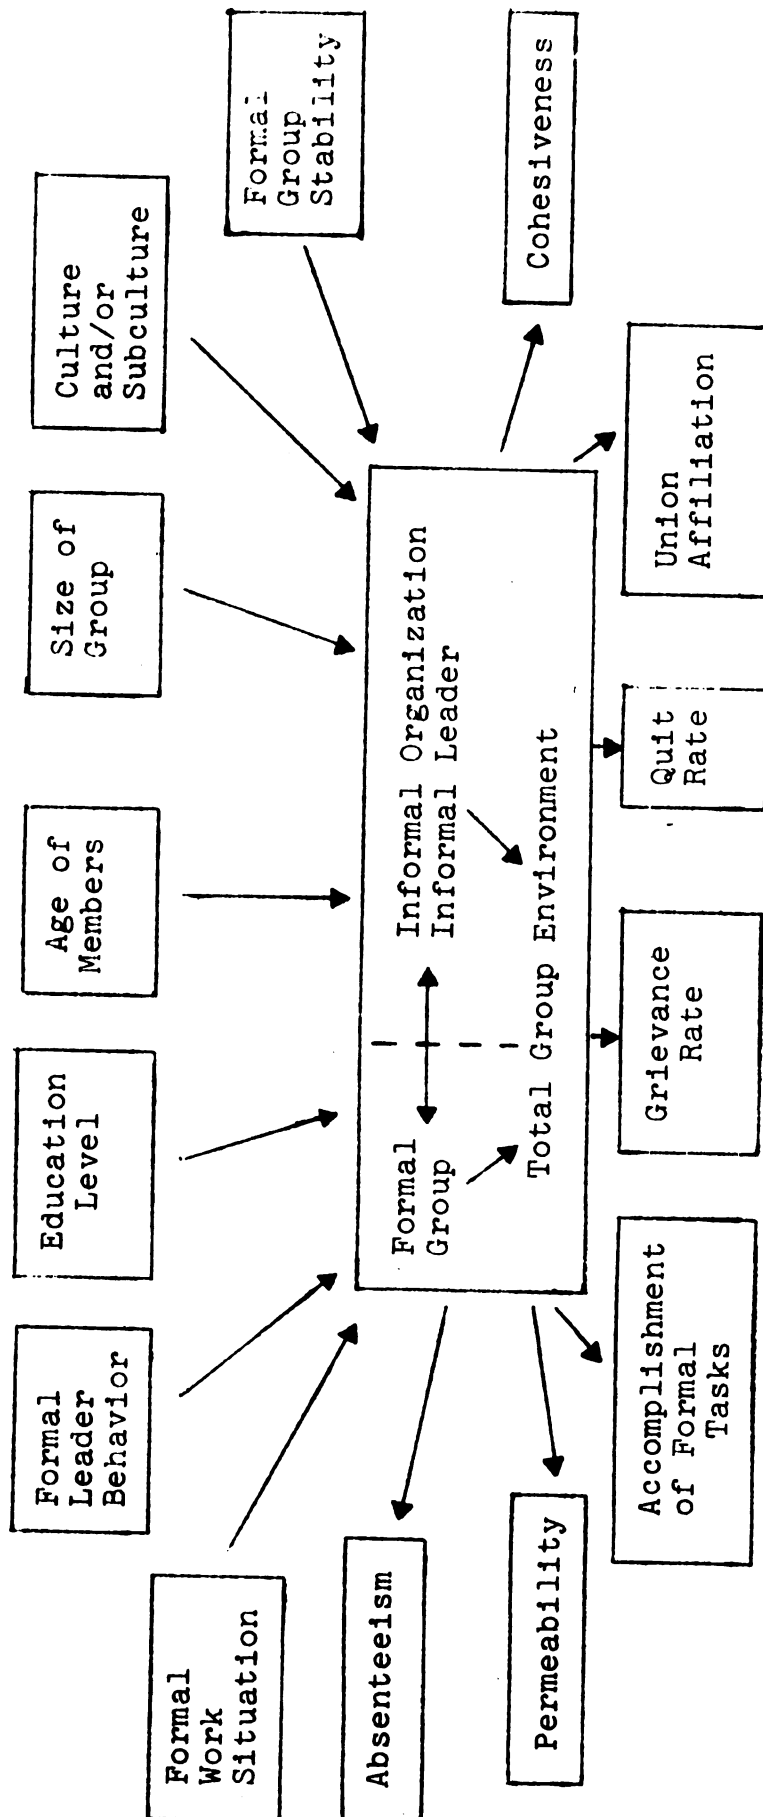 Formal
Work
Situation
Formal
Leader
Behavior
Education
Level
Age of
Members
Size of
Group
Culture
and/or
Subculture
Formal
Group
Stability
Formal
Group
Informal Organization
Informal Leader
Total Group Environment
Absenteeism
Permeability
Accomplishment
of Formal
Tasks
Grievance
Rate
Quit
Rate
Union
Affiliation
Cohesiveness